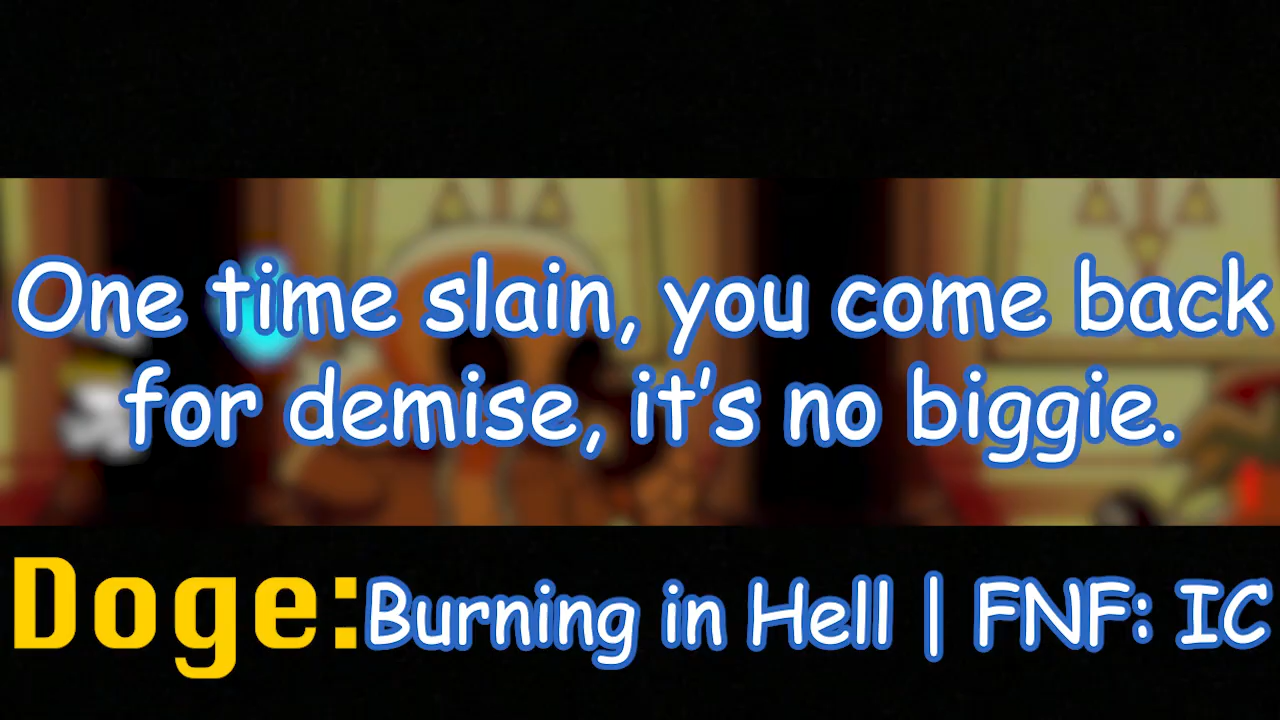 One time slain, you come back
for demise, it's no biggie.
Doge: Burning in Hell | FNF: IC